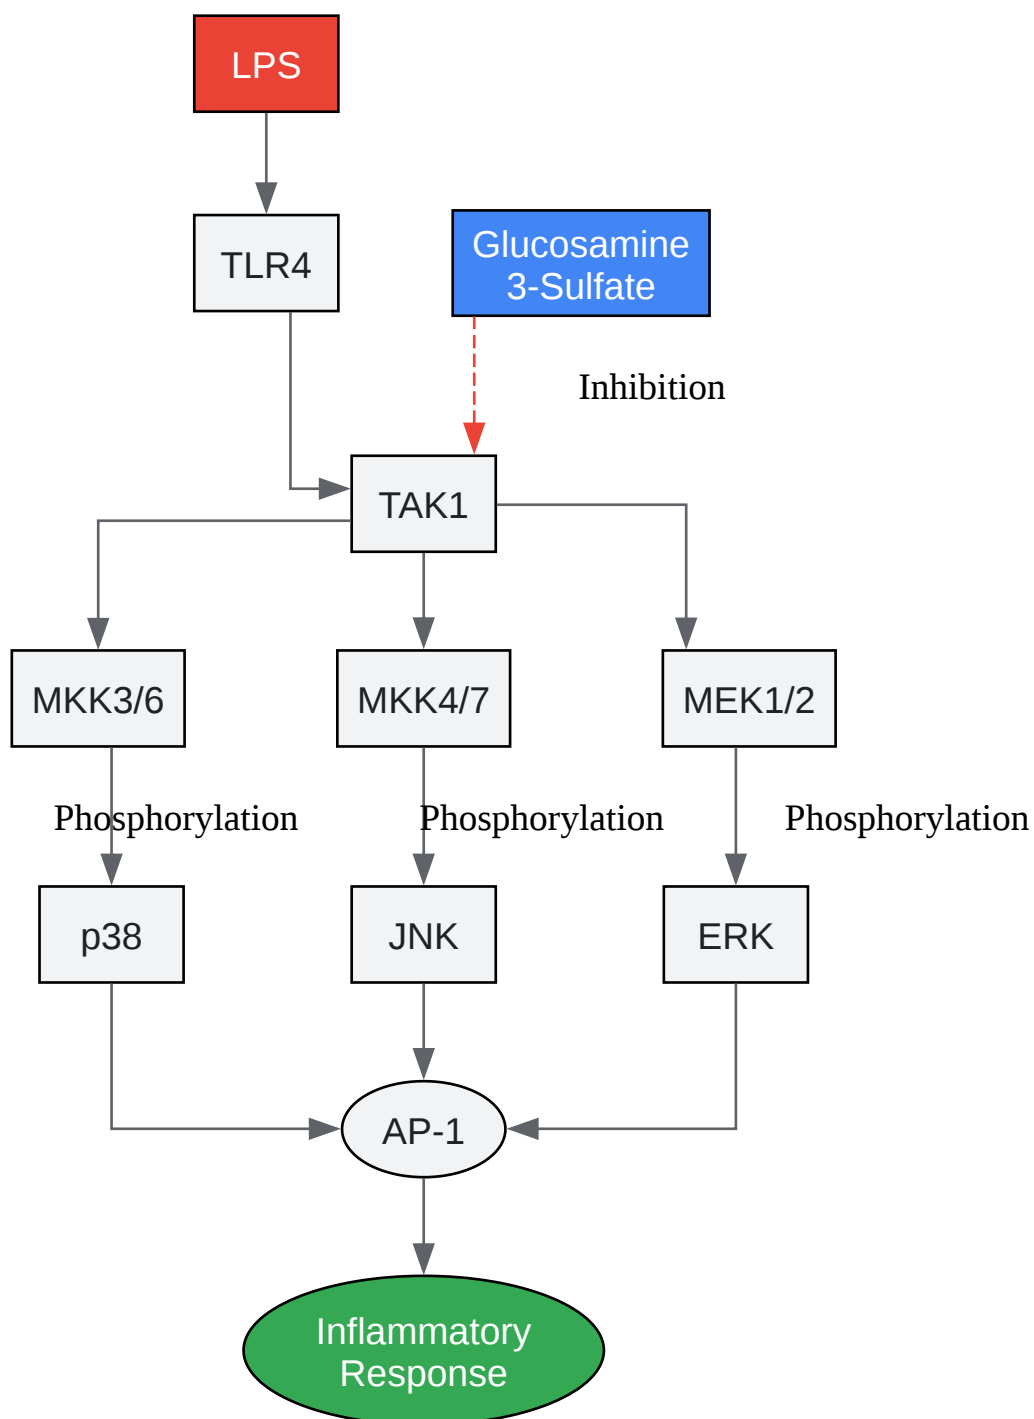 LPS
TLR4
Glucosamine
3-Sulfate
Inhibition
TAK1
MKK3/6
MKK4/7
MEK1/2
Phosphorylation
Phosphorylation
Phosphorylation
p38
JNK
ERK
AP-1
Inflammatory
Response